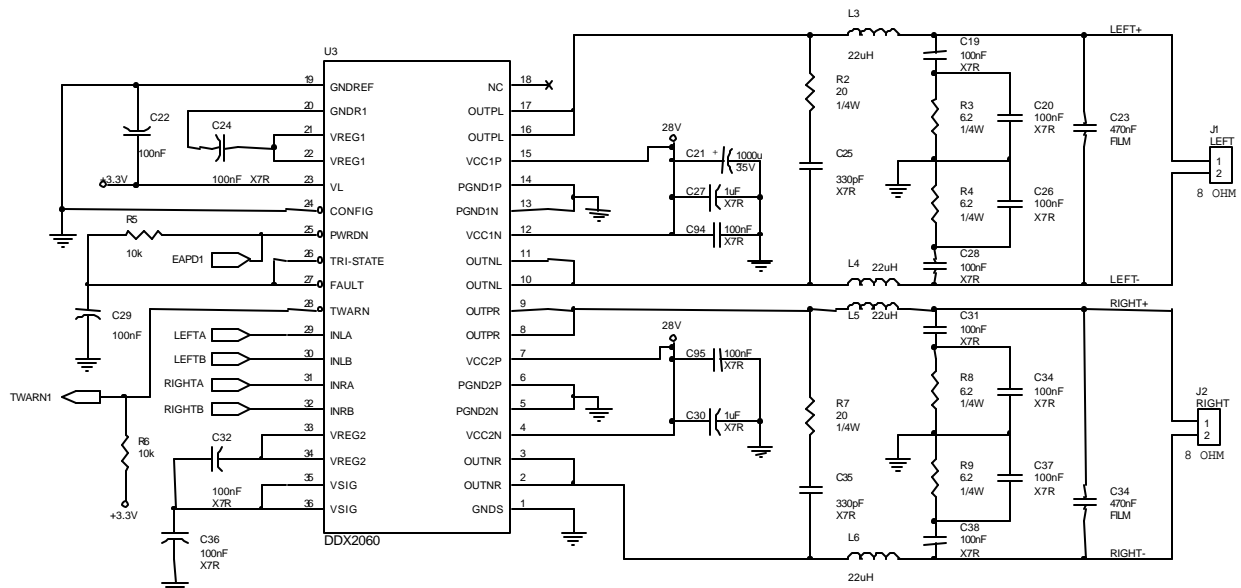 U3
DDX2060
19 GNDREF
20 GNDR1
21 VREG1
22 VREG1
23 VL
24 CONFIG
25 PWRDN
26 TRI-STATE
27 FAULT
28 TWARN
29 INLA
30 INLB
31 INRA
32 INRB
33 VREG2
34 VREG2
35 VSIG
36 VSIG
NC 18
OUTPL 17
OUTPL 16
VCC1P 15
PGND1P 14
PGND1N 13
VCC1N 12
OUTNL 11
OUTNL 10
OUTPR 9
OUTPR 8
VCC2P 7
PGND2P 6
PGND2N 5
VCC2N 4
OUTNR 3
OUTNR 2
GNDS 1
C22
100nF
C24
100nF X7R
+3.3V
R5
10k
EAPD1
C29
100nF
LEFTA
LEFTB
RIGHTA
RIGHTB
TWARN1
R6
10k
+3.3V
C32
100nF
X7R
C36
100nF
X7R
28V
C21 + 1000u
35V
C27 1uF
X7R
C94 100nF
X7R
28V
C95 100nF
X7R
C30 1uF
X7R
R2
20
1/4W
C25
330pF
X7R
L3
22uH
C19
100nF
X7R
R3
6.2
1/4W
C20
100nF
X7R
R4
6.2
1/4W
C26
100nF
X7R
C28
100nF
X7R
L4 22uH
C23
470nF
FILM
LEFT+
LEFT-
J1
LEFT
1
2
8 OHM
L5 22uH
C31
100nF
X7R
R7
20
1/4W
C35
330pF
X7R
R8
6.2
1/4W
C34
100nF
X7R
R9
6.2
1/4W
C37
100nF
X7R
C38
100nF
X7R
L6
22uH
C34
470nF
FILM
RIGHT+
RIGHT-
J2
RIGHT
1
2
8 OHM